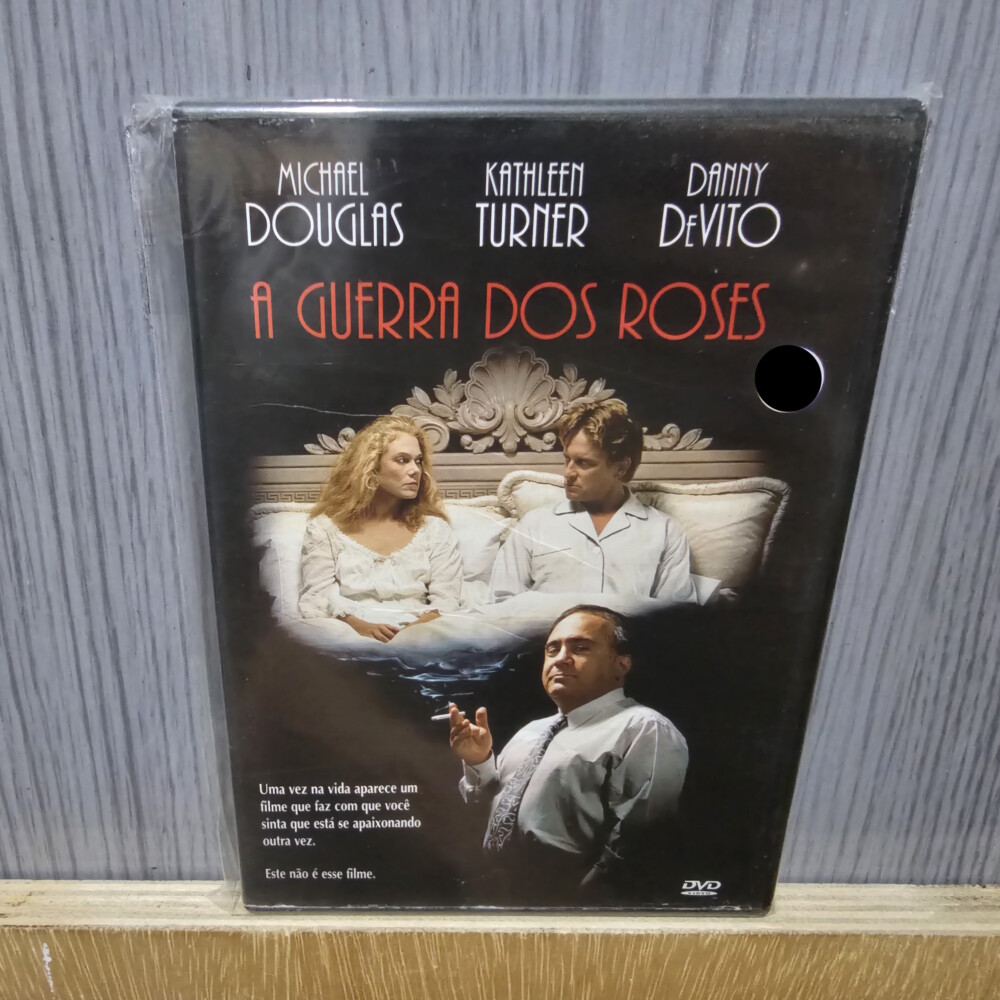 MICHAEL DOUGLAS
KATHLEEN TURNER
DANNY DeVITO
A GUERRA DOS ROSES
Uma vez na vida aparece um
filme que faz com que você
sinta que está se apaixonando
outra vez.
Este não é esse filme.
DVD
VIDEO